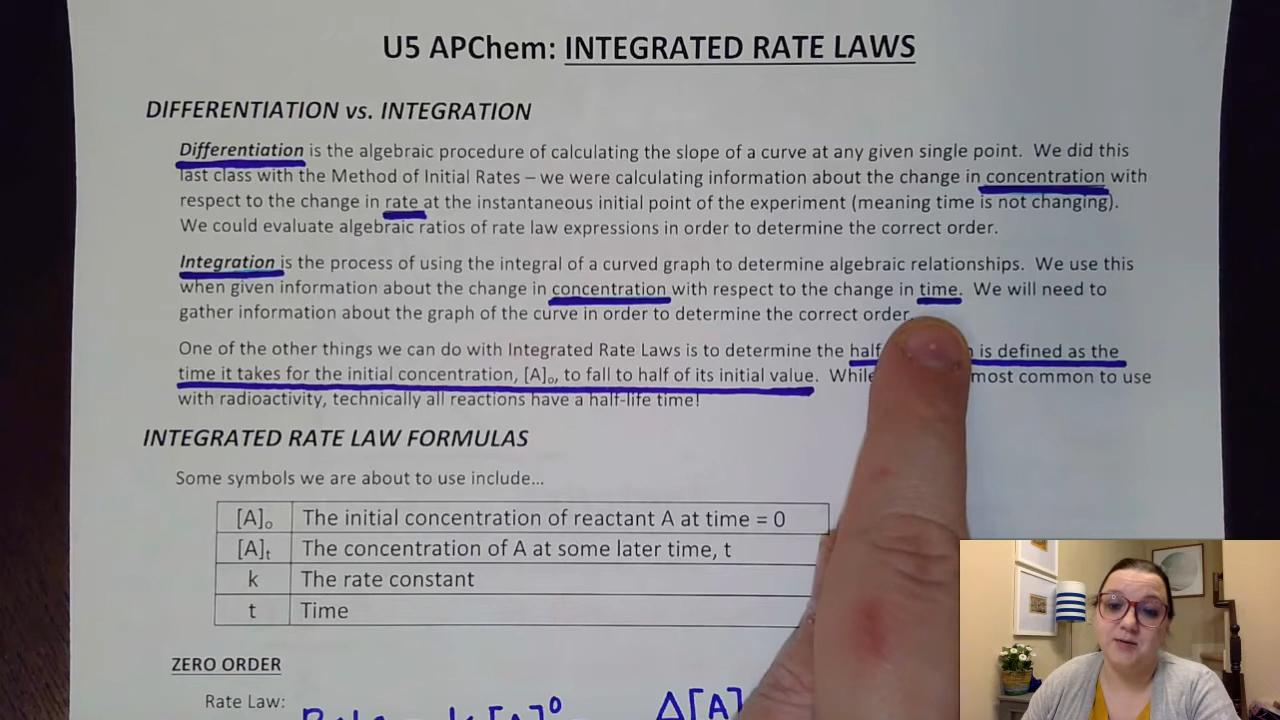 U5 APChem: INTEGRATED RATE LAWS
DIFFERENTIATION vs. INTEGRATION
Differentiation is the algebraic procedure of calculating the slope of a curve at any given single point. We did this
last class with the Method of Initial Rates – we were calculating information about the change in concentration with
respect to the change in rate at the instantaneous initial point of the experiment (meaning time is not changing).
We could evaluate algebraic ratios of rate law expressions in order to determine the correct order.
Integration is the process of using the integral of a curved graph to determine algebraic relationships. We use this
when given information about the change in concentration with respect to the change in time. We will need to
gather information about the graph of the curve in order to determine the correct order.
One of the other things we can do with Integrated Rate Laws is to determine the half is defined as the
time it takes for the initial concentration, [A]₀, to fall to half of its initial value. While most common to use
with radioactivity, technically all reactions have a half-life time!
INTEGRATED RATE LAW FORMULAS
Some symbols we are about to use include...
[A]₀ The initial concentration of reactant A at time = 0
[A]ₜ The concentration of A at some later time, t
k The rate constant
t Time
ZERO ORDER
Rate Law: Δ[A]